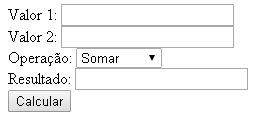 Valor 1:
Valor 2:
Operação: Somar
Resultado:
Calcular